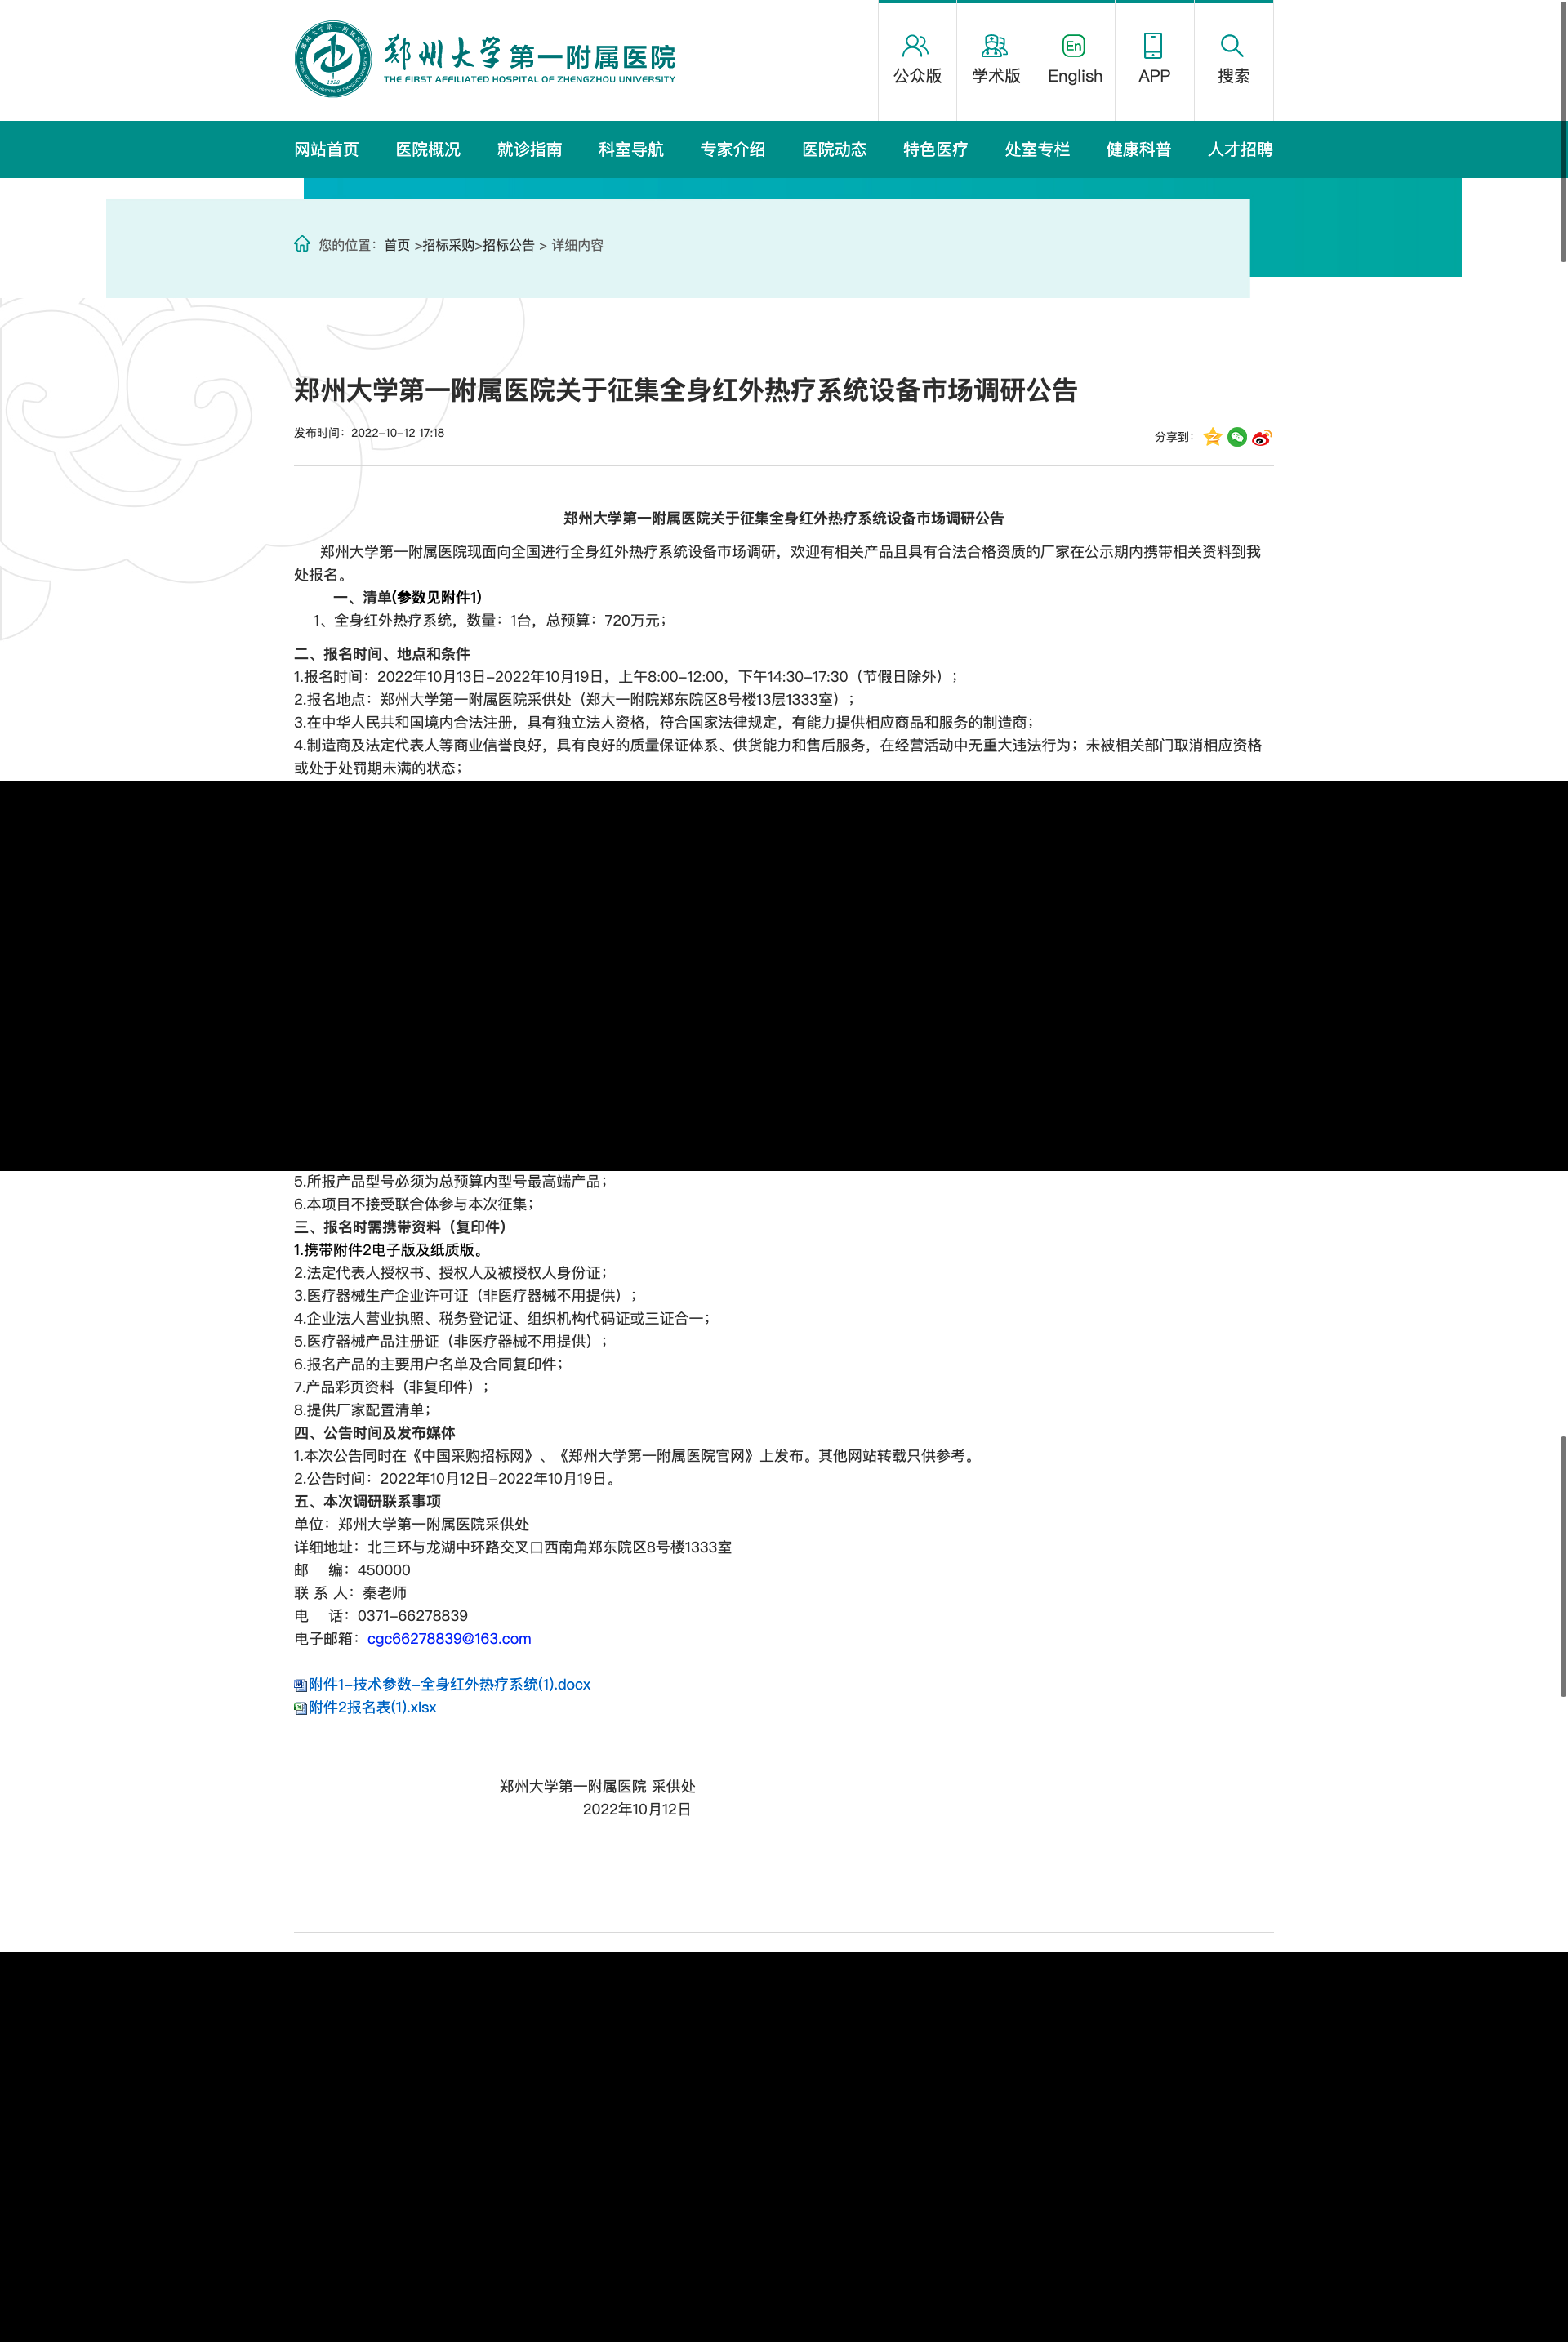 郑州大学第一附属医院
THE FIRST AFFILIATED HOSPITAL OF ZHENGZHOU UNIVERSITY
1928
公众版
学术版
En
English
APP
搜索
网站首页 医院概况 就诊指南 科室导航 专家介绍 医院动态 特色医疗 处室专栏 健康科普 人才招聘
您的位置：首页 >招标采购>招标公告 > 详细内容
郑州大学第一附属医院关于征集全身红外热疗系统设备市场调研公告
发布时间：2022-10-12 17:18
分享到：
郑州大学第一附属医院关于征集全身红外热疗系统设备市场调研公告
郑州大学第一附属医院现面向全国进行全身红外热疗系统设备市场调研，欢迎有相关产品且具有合法合格资质的厂家在公示期内携带相关资料到我
处报名。
一、清单(参数见附件1)
1、全身红外热疗系统，数量：1台，总预算：720万元；
二、报名时间、地点和条件
1.报名时间：2022年10月13日-2022年10月19日，上午8:00-12:00，下午14:30-17:30（节假日除外）；
2.报名地点：郑州大学第一附属医院采供处（郑大一附院郑东院区8号楼13层1333室）；
3.在中华人民共和国境内合法注册，具有独立法人资格，符合国家法律规定，有能力提供相应商品和服务的制造商；
4.制造商及法定代表人等商业信誉良好，具有良好的质量保证体系、供货能力和售后服务，在经营活动中无重大违法行为；未被相关部门取消相应资格
或处于处罚期未满的状态；
5.所报产品型号必须为总预算内型号最高端产品；
6.本项目不接受联合体参与本次征集；
三、报名时需携带资料（复印件）
1.携带附件2电子版及纸质版。
2.法定代表人授权书、授权人及被授权人身份证；
3.医疗器械生产企业许可证（非医疗器械不用提供）；
4.企业法人营业执照、税务登记证、组织机构代码证或三证合一；
5.医疗器械产品注册证（非医疗器械不用提供）；
6.报名产品的主要用户名单及合同复印件；
7.产品彩页资料（非复印件）；
8.提供厂家配置清单；
四、公告时间及发布媒体
1.本次公告同时在《中国采购招标网》、《郑州大学第一附属医院官网》上发布。其他网站转载只供参考。
2.公告时间：2022年10月12日-2022年10月19日。
五、本次调研联系事项
单位：郑州大学第一附属医院采供处
详细地址：北三环与龙湖中环路交叉口西南角郑东院区8号楼1333室
邮 编：450000
联 系 人：秦老师
电 话：0371-66278839
电子邮箱：cgc66278839@163.com
附件1-技术参数-全身红外热疗系统(1).docx
附件2报名表(1).xlsx
郑州大学第一附属医院 采供处
2022年10月12日